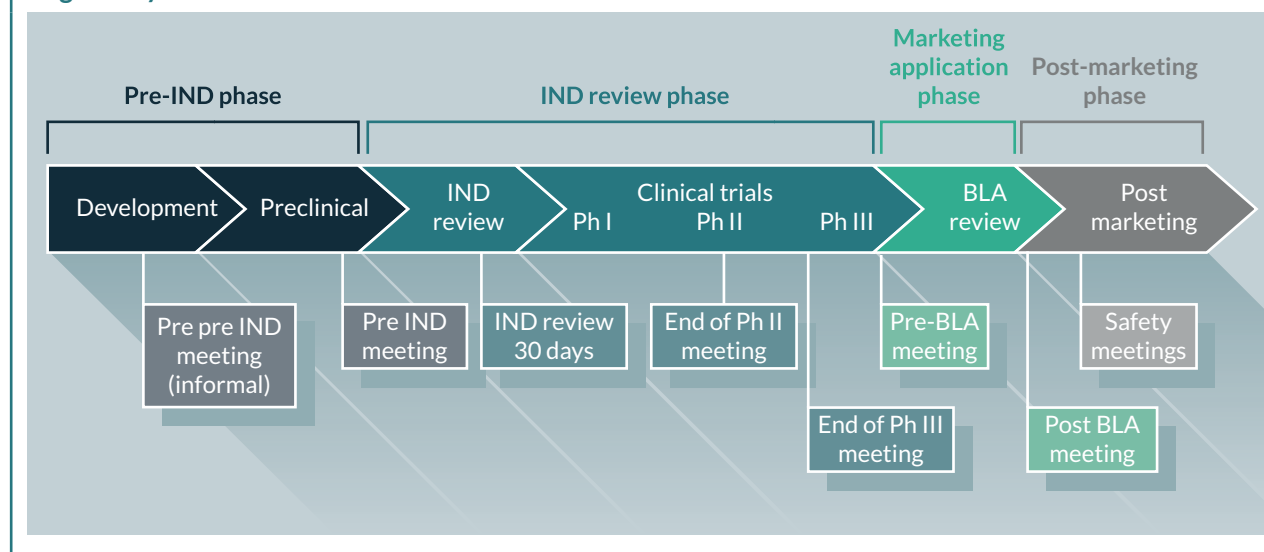 Marketing
application
phase
Post-marketing
phase
Pre-IND phase
IND review phase
Development
Preclinical
IND
review
Clinical trials
Ph I
Ph II
Ph III
BLA
review
Post
marketing
Pre pre IND
meeting
(informal)
Pre IND
meeting
IND review
30 days
End of Ph II
meeting
Pre-BLA
meeting
Safety
meetings
End of Ph III
meeting
Post BLA
meeting